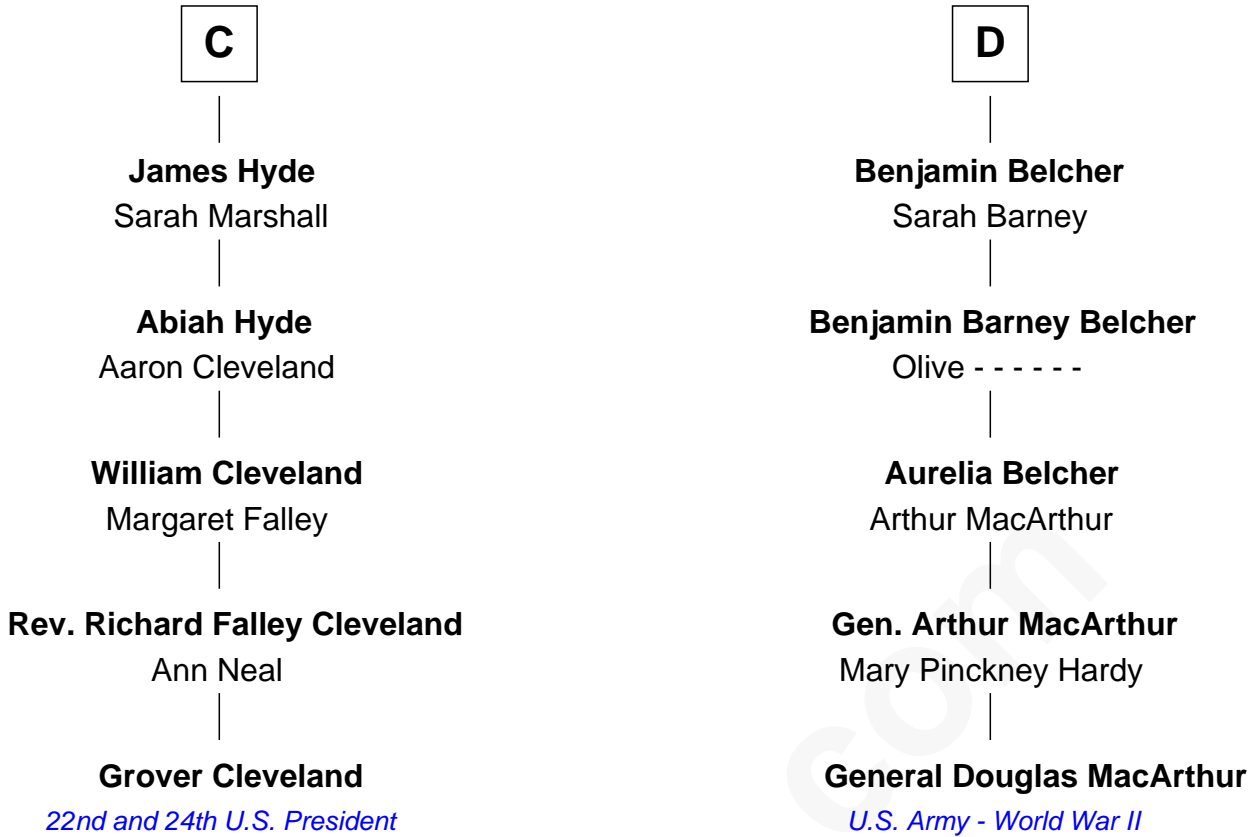 C
James Hyde
Sarah Marshall
Abiah Hyde
Aaron Cleveland
William Cleveland
Margaret Falley
Rev. Richard Falley Cleveland
Ann Neal
Grover Cleveland
22nd and 24th U.S. President
D
Benjamin Belcher
Sarah Barney
Benjamin Barney Belcher
Olive - - - - - -
Aurelia Belcher
Arthur MacArthur
Gen. Arthur MacArthur
Mary Pinckney Hardy
General Douglas MacArthur
U.S. Army - World War II
com